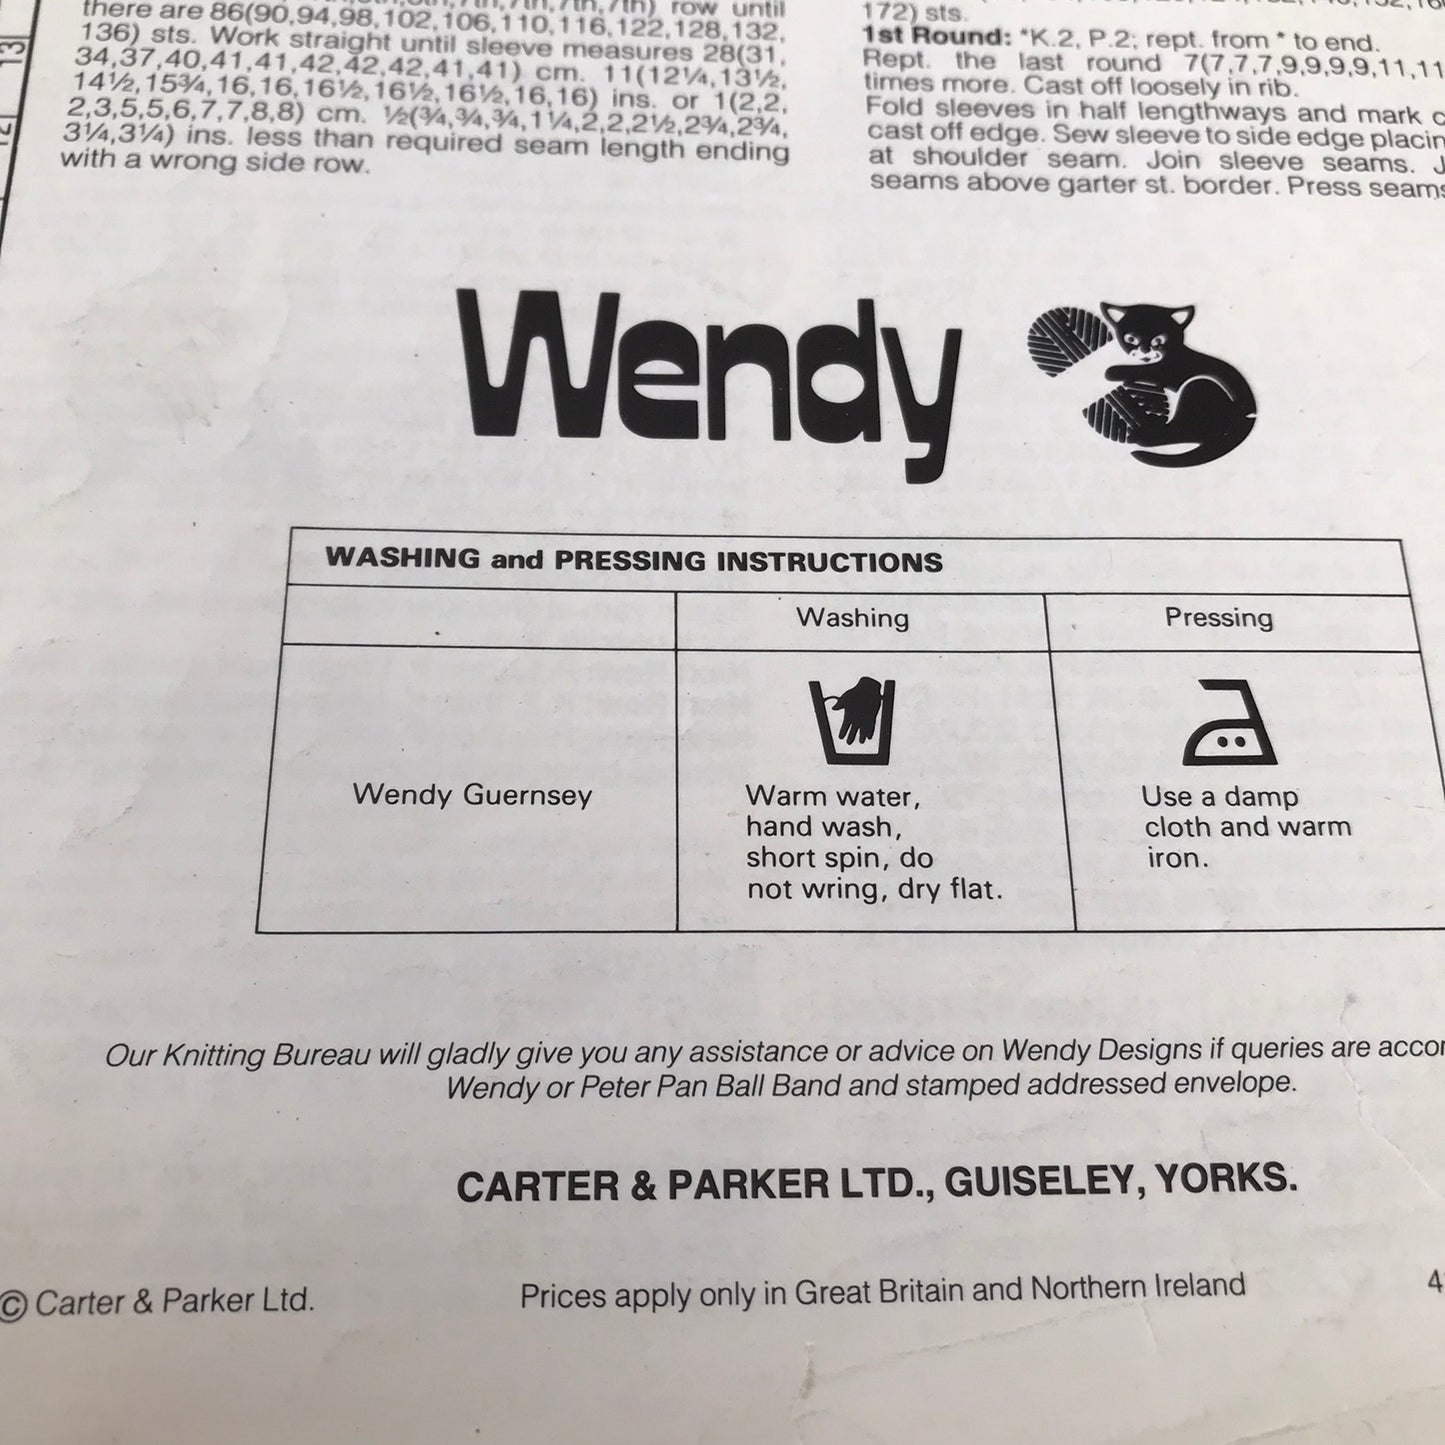 there are 86(90,94,98,102,106,110,116,122,128,132,
136) sts. Work straight until sleeve measures 28(31,
34,37,40,41,41,42,42,42,41,41) cm. 11(12¼,13½,
14½,15¾,16,16,16½,16½,16½,16,16) ins. or 1(2,2,
2,3,5,5,6,7,7,8,8) cm. ½(¾,¾,¾,1¼,2,2,2½,2¾,2¾,
3¼,3¼) ins. less than required seam length ending
with a wrong side row.
172) sts.
1st Round: *K.2, P.2; rept. from * to end.
Rept. the last round 7(7,7,7,9,9,9,9,11,11
times more. Cast off loosely in rib.
Fold sleeves in half lengthways and mark c
cast off edge. Sew sleeve to side edge placin
at shoulder seam. Join sleeve seams. J
seams above garter st. border. Press seams
13
12
Wendy
WASHING and PRESSING INSTRUCTIONS
Washing
Pressing
Wendy Guernsey
Warm water,
hand wash,
short spin, do
not wring, dry flat.
Use a damp
cloth and warm
iron.
Our Knitting Bureau will gladly give you any assistance or advice on Wendy Designs if queries are accor
Wendy or Peter Pan Ball Band and stamped addressed envelope.
CARTER & PARKER LTD., GUISELEY, YORKS.
© Carter & Parker Ltd.
Prices apply only in Great Britain and Northern Ireland
4